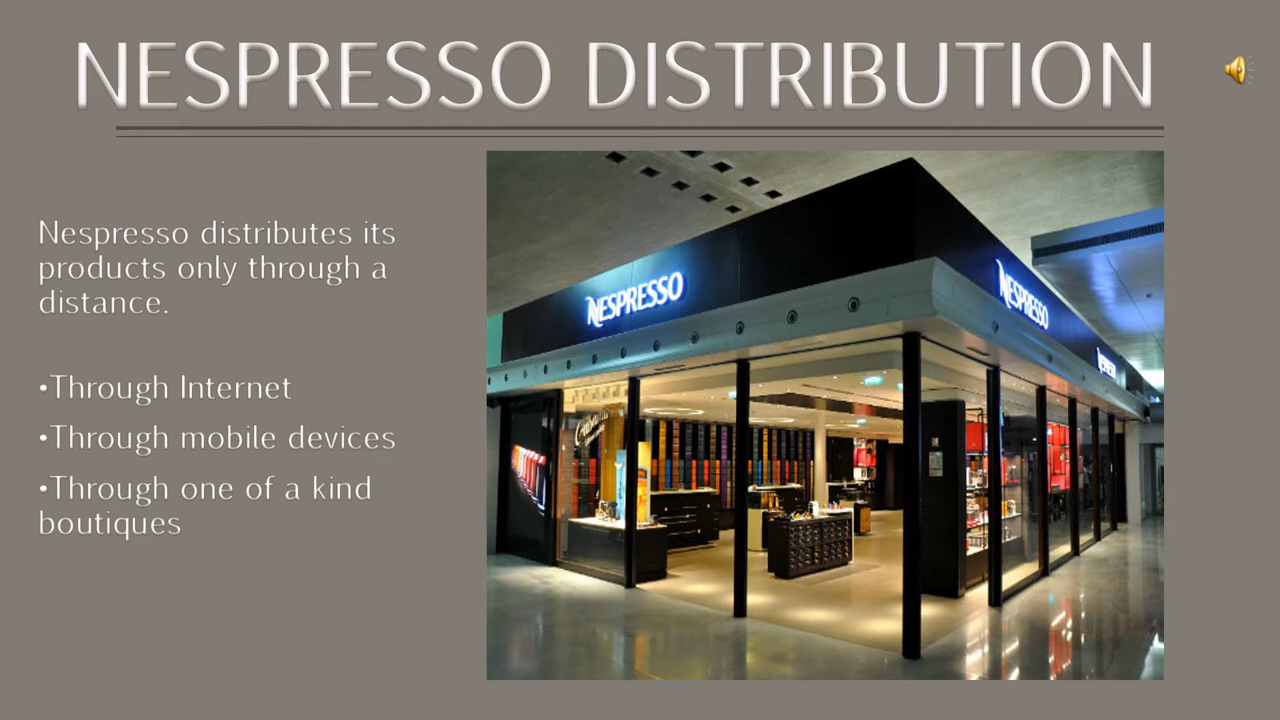 NESPRESSO DISTRIBUTION
Nespresso distributes its
products only through a
distance.
•Through Internet
•Through mobile devices
•Through one of a kind
boutiques
NESPRESSO
NESPRESSO